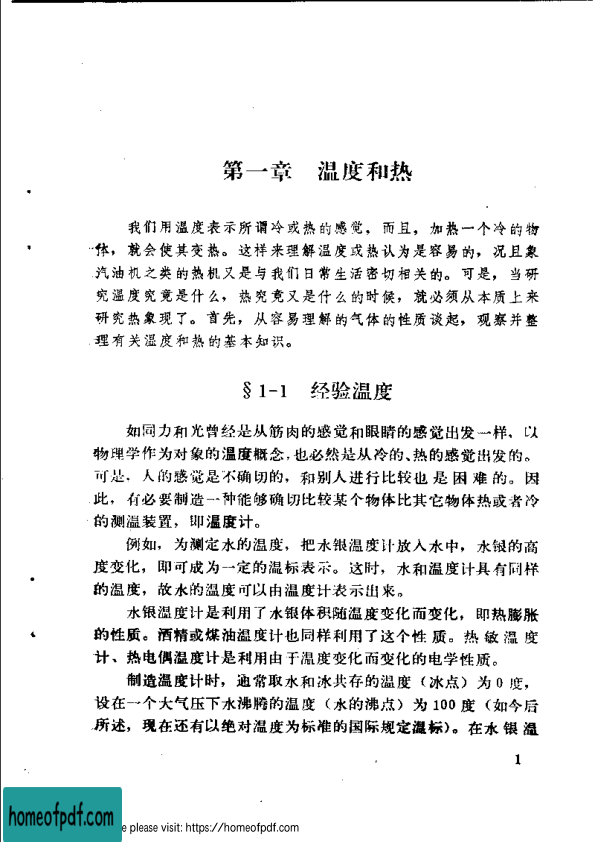 第一章 温度和热
我们用温度表示所谓冷或热的感觉，而且，加热一个冷的物
体，就会使其变热。这样来理解温度或热认为是容易的，况且象
汽油机之类的热机又是与我们日常生活密切相关的。可是，当研
究温度究竟是什么，热究竟又是什么的时候，就必须从本质上来
研究热象现了。首先，从容易理解的气体的性质谈起，观察并整
理有关温度和热的基本知识。
§1-1 经验温度
如同力和光曾经是从筋肉的感觉和眼睛的感觉出发一样，以
物理学作为对象的温度概念，也必然是从冷的、热的感觉出发的。
可是，人的感觉是不确切的，和别人进行比较也是困难的。因
此，有必要制造一种能够确切比较某个物体比其它物体热或者冷
的测温装置，即温度计。
例如，为测定水的温度，把水银温度计放入水中，水银的高
度变化，即可成为一定的温标表示。这时，水和温度计具有同样
的温度，故水的温度可以由温度计表示出来。
水银温度计是利用了水银体积随温度变化而变化，即热膨胀
的性质。酒精或煤油温度计也同样利用了这个性质。热敏温度
计、热电偶温度计是利用由于温度变化而变化的电学性质。
制造温度计时，通常取水和冰共存的温度（冰点）为0度，
设在一个大气压下水沸腾的温度（水的沸点）为100度（如今后
所述，现在还有以绝对温度为标准的国际规定温标）。在水银温
1
homeofpdf.com
e please visit: https://homeofpdf.com